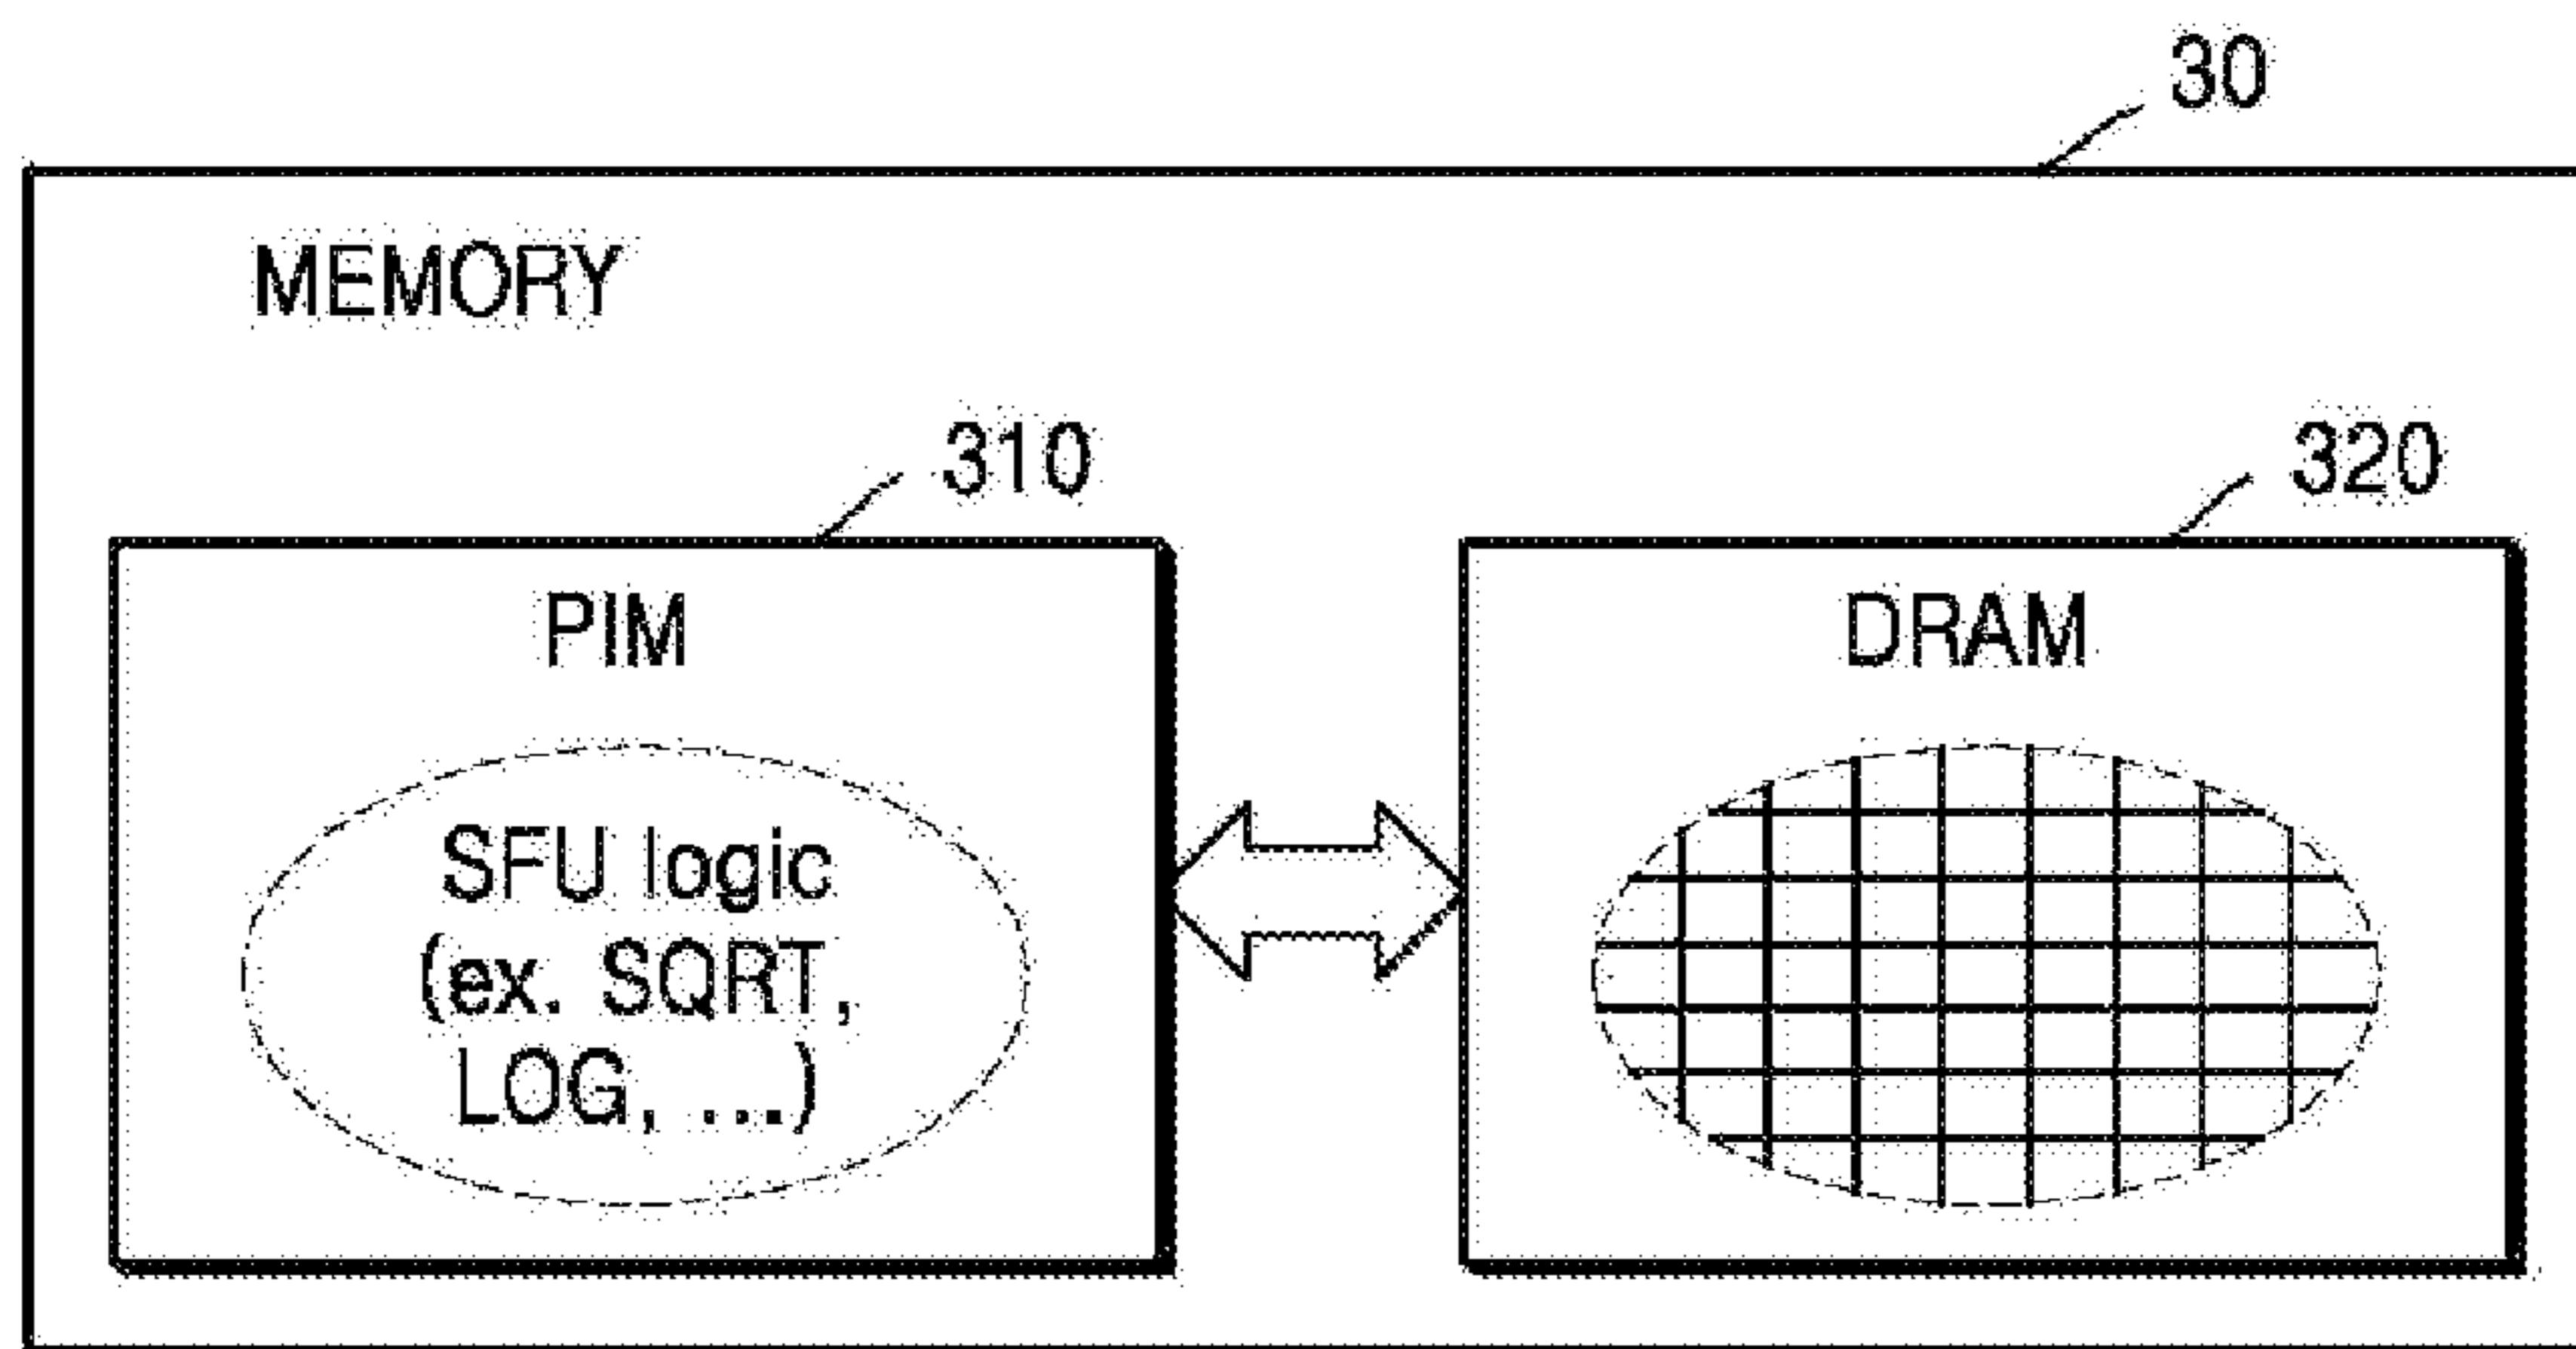 30
MEMORY
310
320
PIM
DRAM
SFU logic
(ex. SQRT,
LOG, ...)